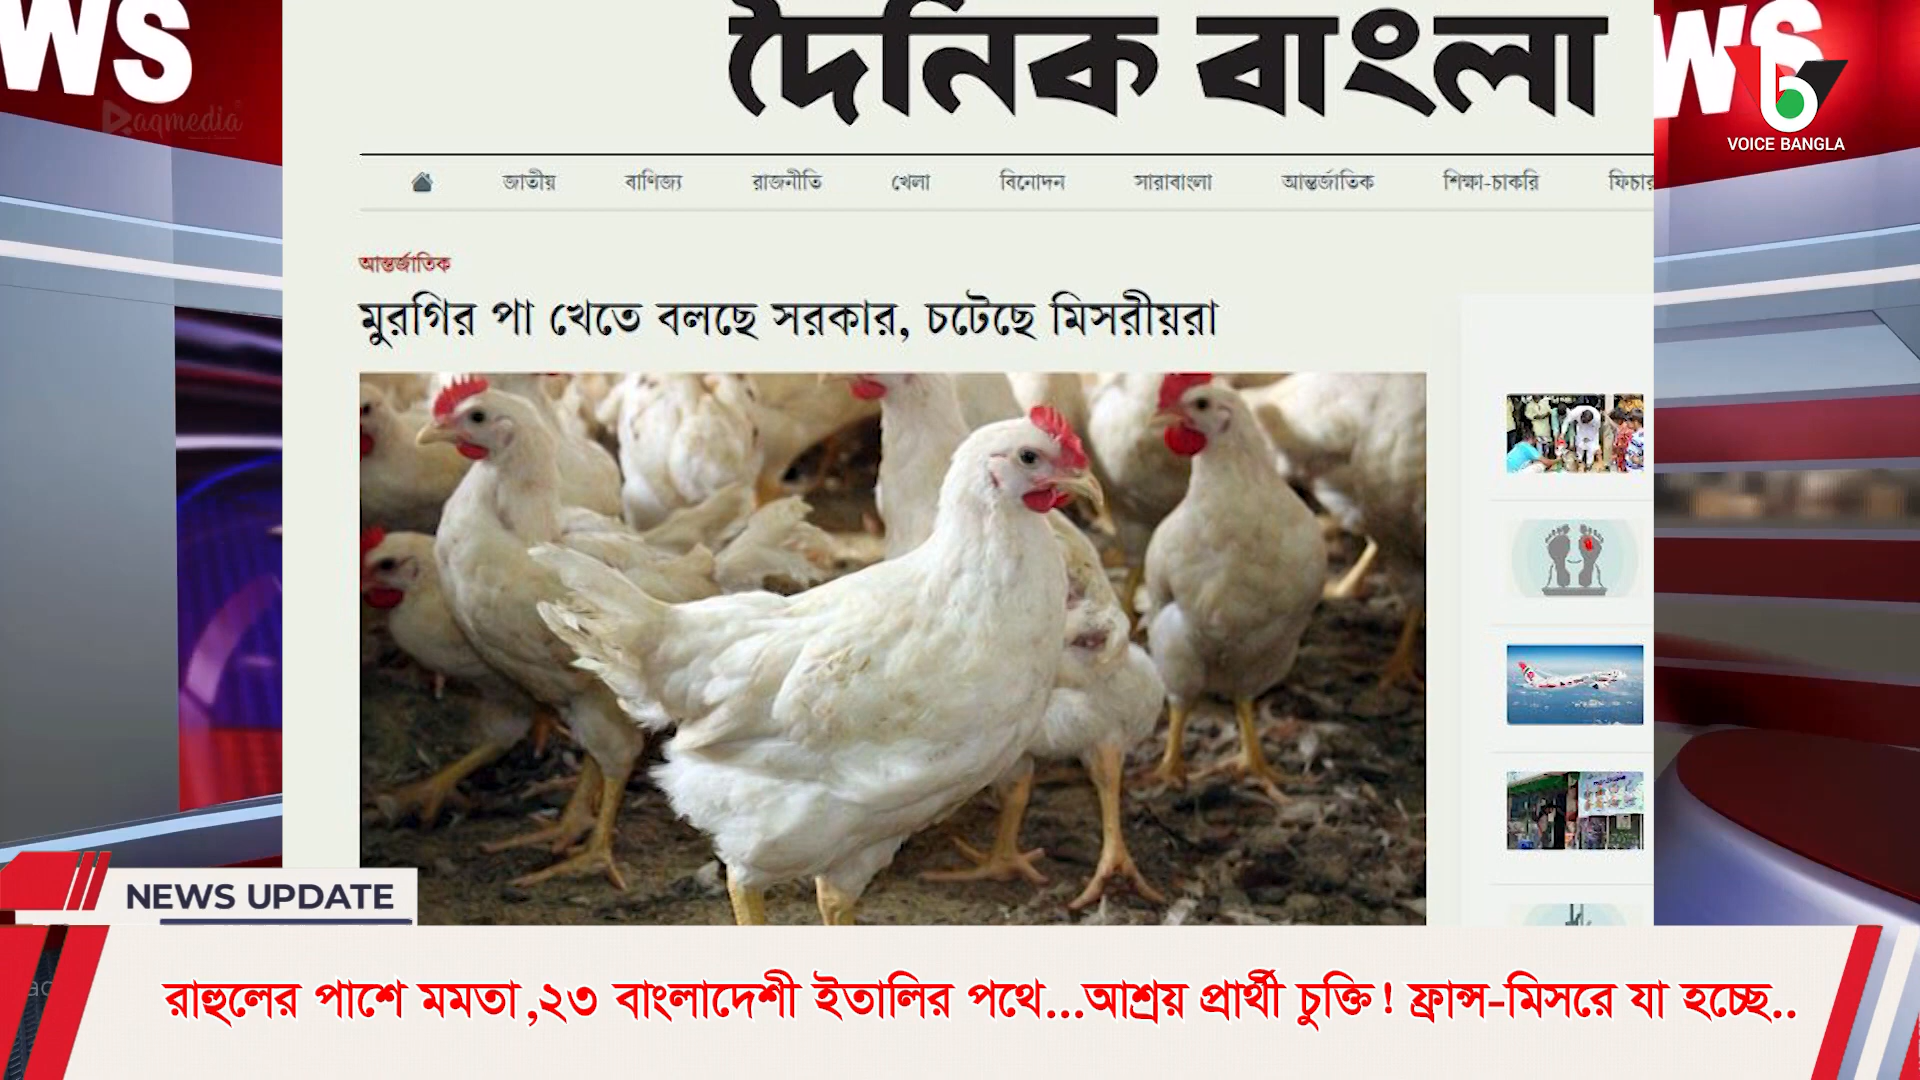 WS
দৈনিক বাংলা
WS
VOICE BANGLA
aqmedia
জাতীয় বাণিজ্য রাজনীতি খেলা বিনোদন সারাবাংলা আন্তর্জাতিক শিক্ষা-চাকরি ফিচার
আন্তর্জাতিক
মুরগির পা খেতে বলছে সরকার, চটেছে মিসরীয়রা
NEWS UPDATE
রাহুলের পাশে মমতা,২৩ বাংলাদেশী ইতালির পথে...আশ্রয় প্রার্থী চুক্তি! ফ্রান্স-মিসরে যা হচ্ছে..